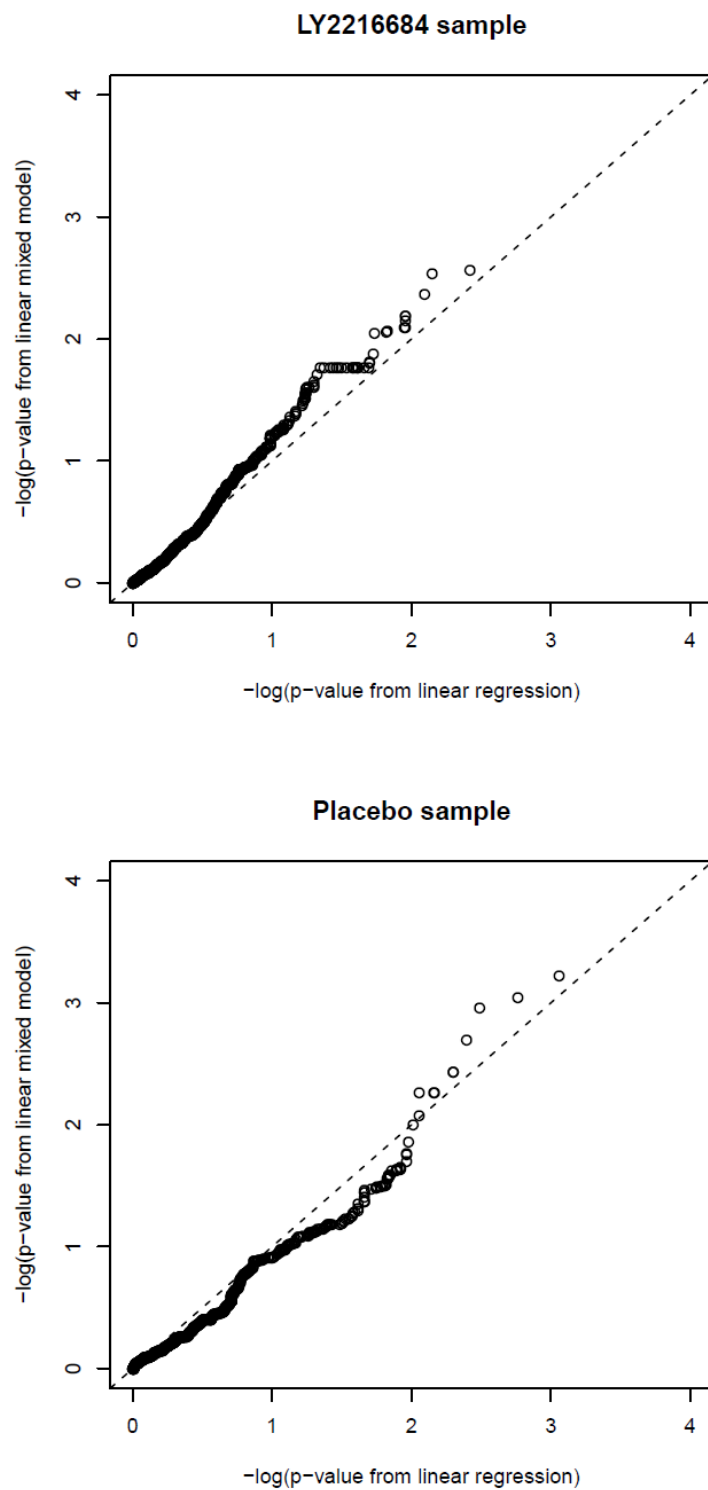 LY2216684 sample
4
3
2
1
0
−log(p−value from linear mixed model)
0 1 2 3 4
−log(p−value from linear regression)
Placebo sample
4
3
2
1
0
−log(p−value from linear mixed model)
0 1 2 3 4
−log(p−value from linear regression)